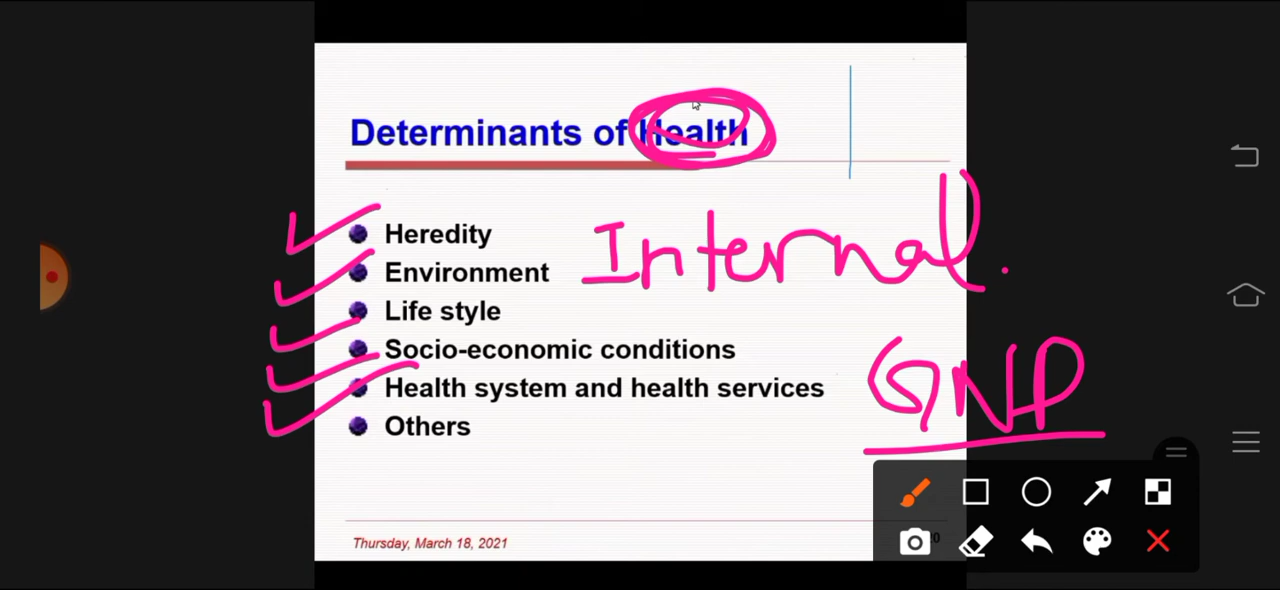 Determinants of Health
Heredity
Internal.
Environment
Life style
Socio-economic conditions
GNP
Health system and health services
Others
Thursday, March 18, 2021